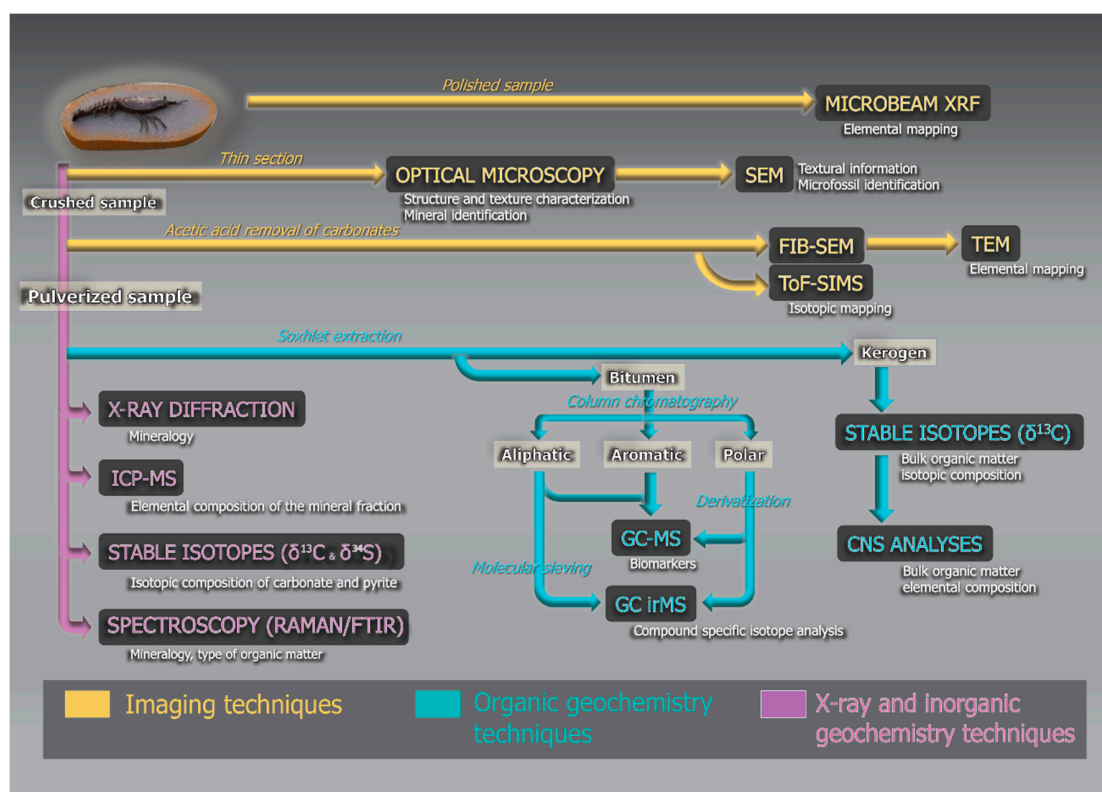 Polished sample
MICROBEAM XRF
Elemental mapping
Thin section
OPTICAL MICROSCOPY
Structure and texture characterization
Mineral identification
SEM
Textural information
Microfossil identification
Crushed sample
Acetic acid removal of carbonates
FIB-SEM
TEM
Elemental mapping
ToF-SIMS
Isotopic mapping
Pulverized sample
Soxhlet extraction
Kerogen
Bitumen
Column chromatography
X-RAY DIFFRACTION
Mineralogy
Aliphatic
Aromatic
Polar
STABLE ISOTOPES (δ¹³C)
Bulk organic matter
isotopic composition
ICP-MS
Elemental composition of the mineral fraction
Derivatization
GC-MS
Biomarkers
CNS ANALYSES
Bulk organic matter
elemental composition
STABLE ISOTOPES (δ¹³C & δ³⁴S)
Isotopic composition of carbonate and pyrite
Molecular sieving
GC irMS
Compound specific isotope analysis
SPECTROSCOPY (RAMAN/FTIR)
Mineralogy, type of organic matter
Imaging techniques
Organic geochemistry
techniques
X-ray and inorganic
geochemistry techniques